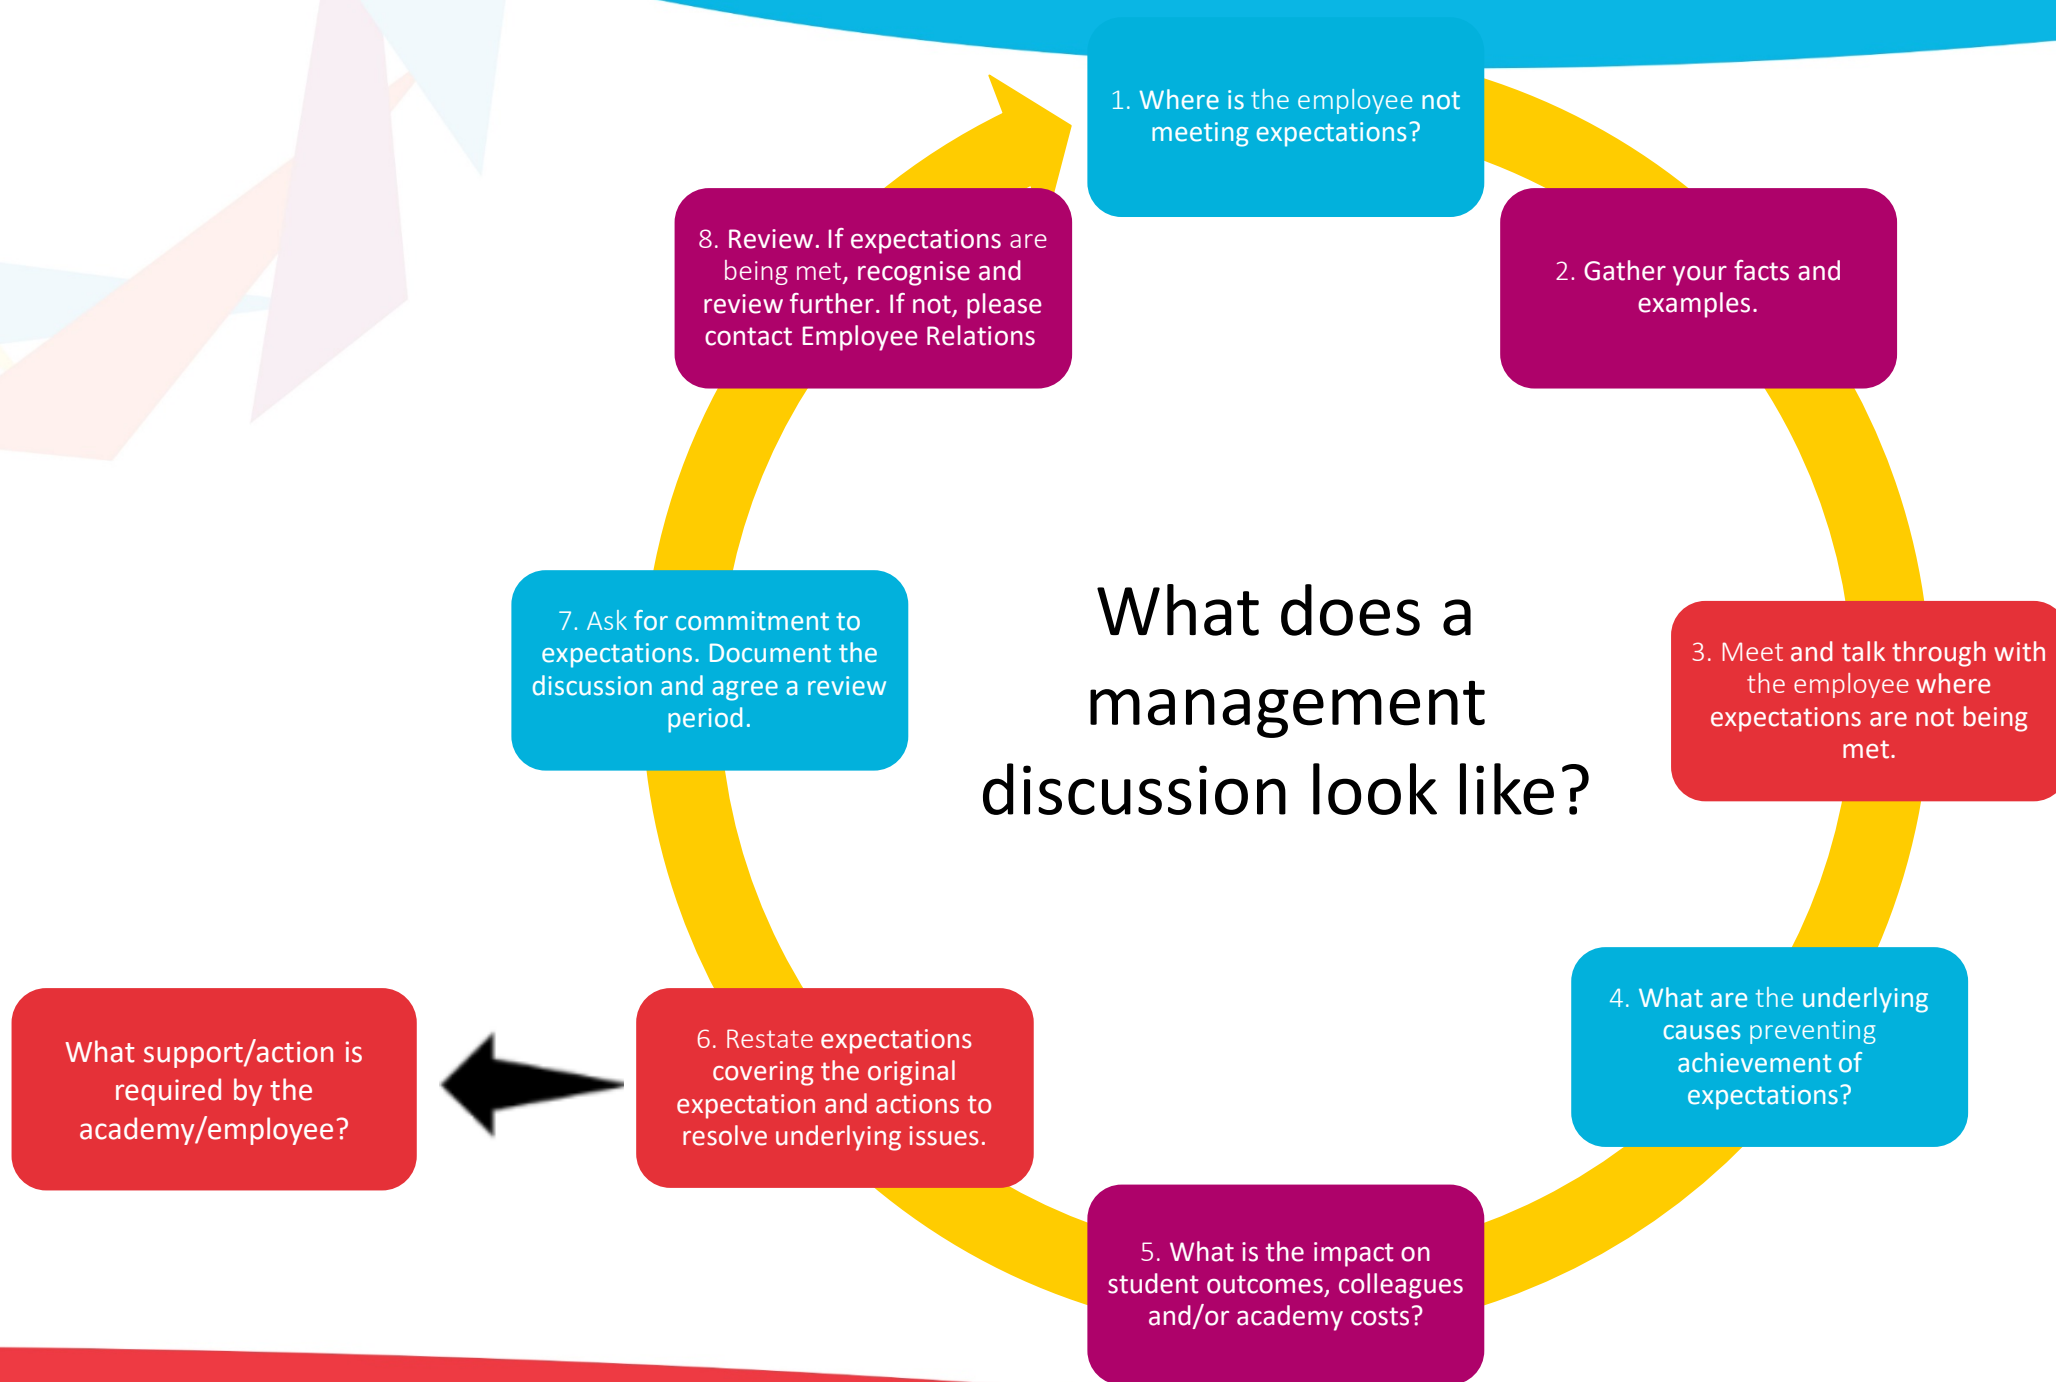 1. Where is the employee not
meeting expectations?
2. Gather your facts and
examples.
3. Meet and talk through with
the employee where
expectations are not being
met.
4. What are the underlying
causes preventing
achievement of
expectations?
5. What is the impact on
student outcomes, colleagues
and/or academy costs?
6. Restate expectations
covering the original
expectation and actions to
resolve underlying issues.
What support/action is
required by the
academy/employee?
7. Ask for commitment to
expectations. Document the
discussion and agree a review
period.
8. Review. If expectations are
being met, recognise and
review further. If not, please
contact Employee Relations
What does a
management
discussion look like?